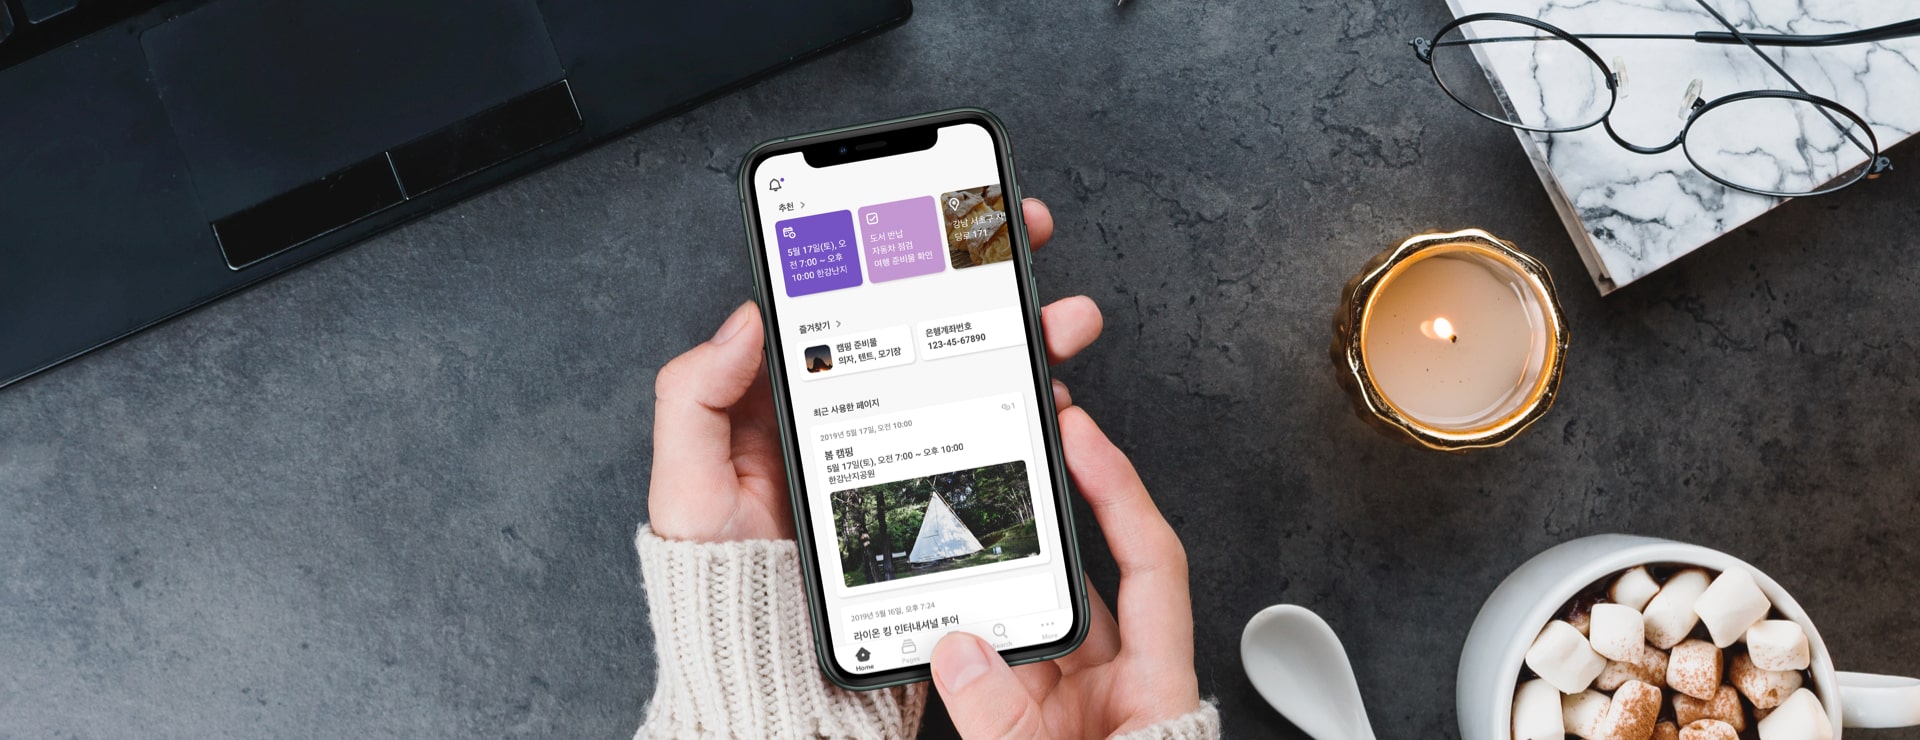 추천
5월 17일(토), 오
전 7:00 ~ 오후
10:00 한강난지
도서 반납
자동차 점검
여행 준비물 확인
강남 서초구 사
당로 171
즐겨찾기
캠핑 준비물
의자, 텐트, 모기장
은행계좌번호
123-45-67890
최근 사용한 페이지
2019년 5월 17일, 오전 10:00
1
봄 캠핑
5월 17일(토), 오전 7:00 ~ 오후 10:00
한강난지공원
2019년 5월 16일, 오후 7:24
라이온 킹 인터내셔널 투어
Home
Pages
Search
More